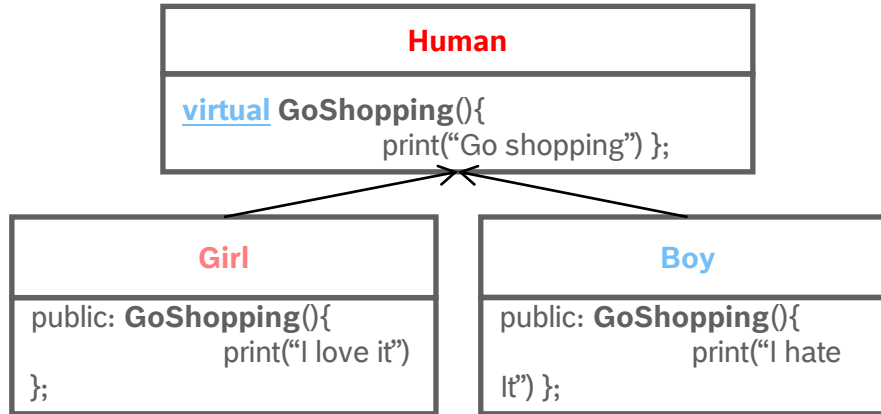 Human
virtual GoShopping(){
print(“Go shopping”) };
Girl
public: GoShopping(){
print(“I love it”)
};
Boy
public: GoShopping(){
print(“I hate
It”) };